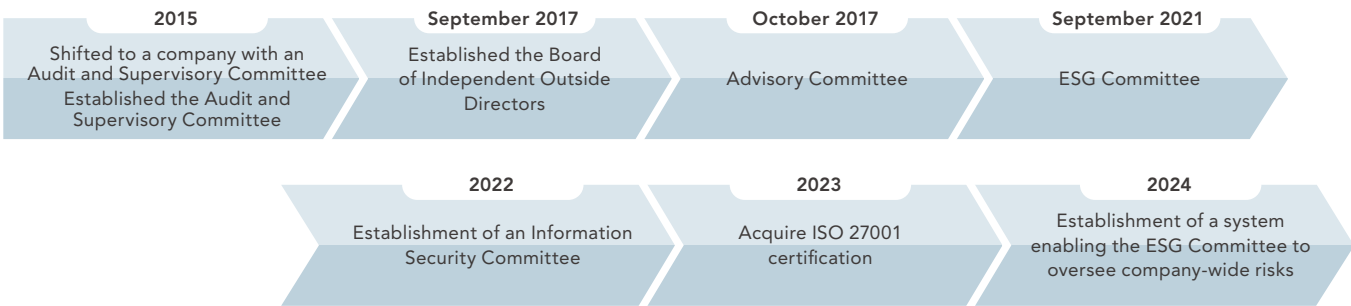 2015
Shifted to a company with an
Audit and Supervisory Committee
Established the Audit and
Supervisory Committee
September 2017
Established the Board
of Independent Outside
Directors
October 2017
Advisory Committee
September 2021
ESG Committee
2022
Establishment of an Information
Security Committee
2023
Acquire ISO 27001
certification
2024
Establishment of a system
enabling the ESG Committee to
oversee company-wide risks